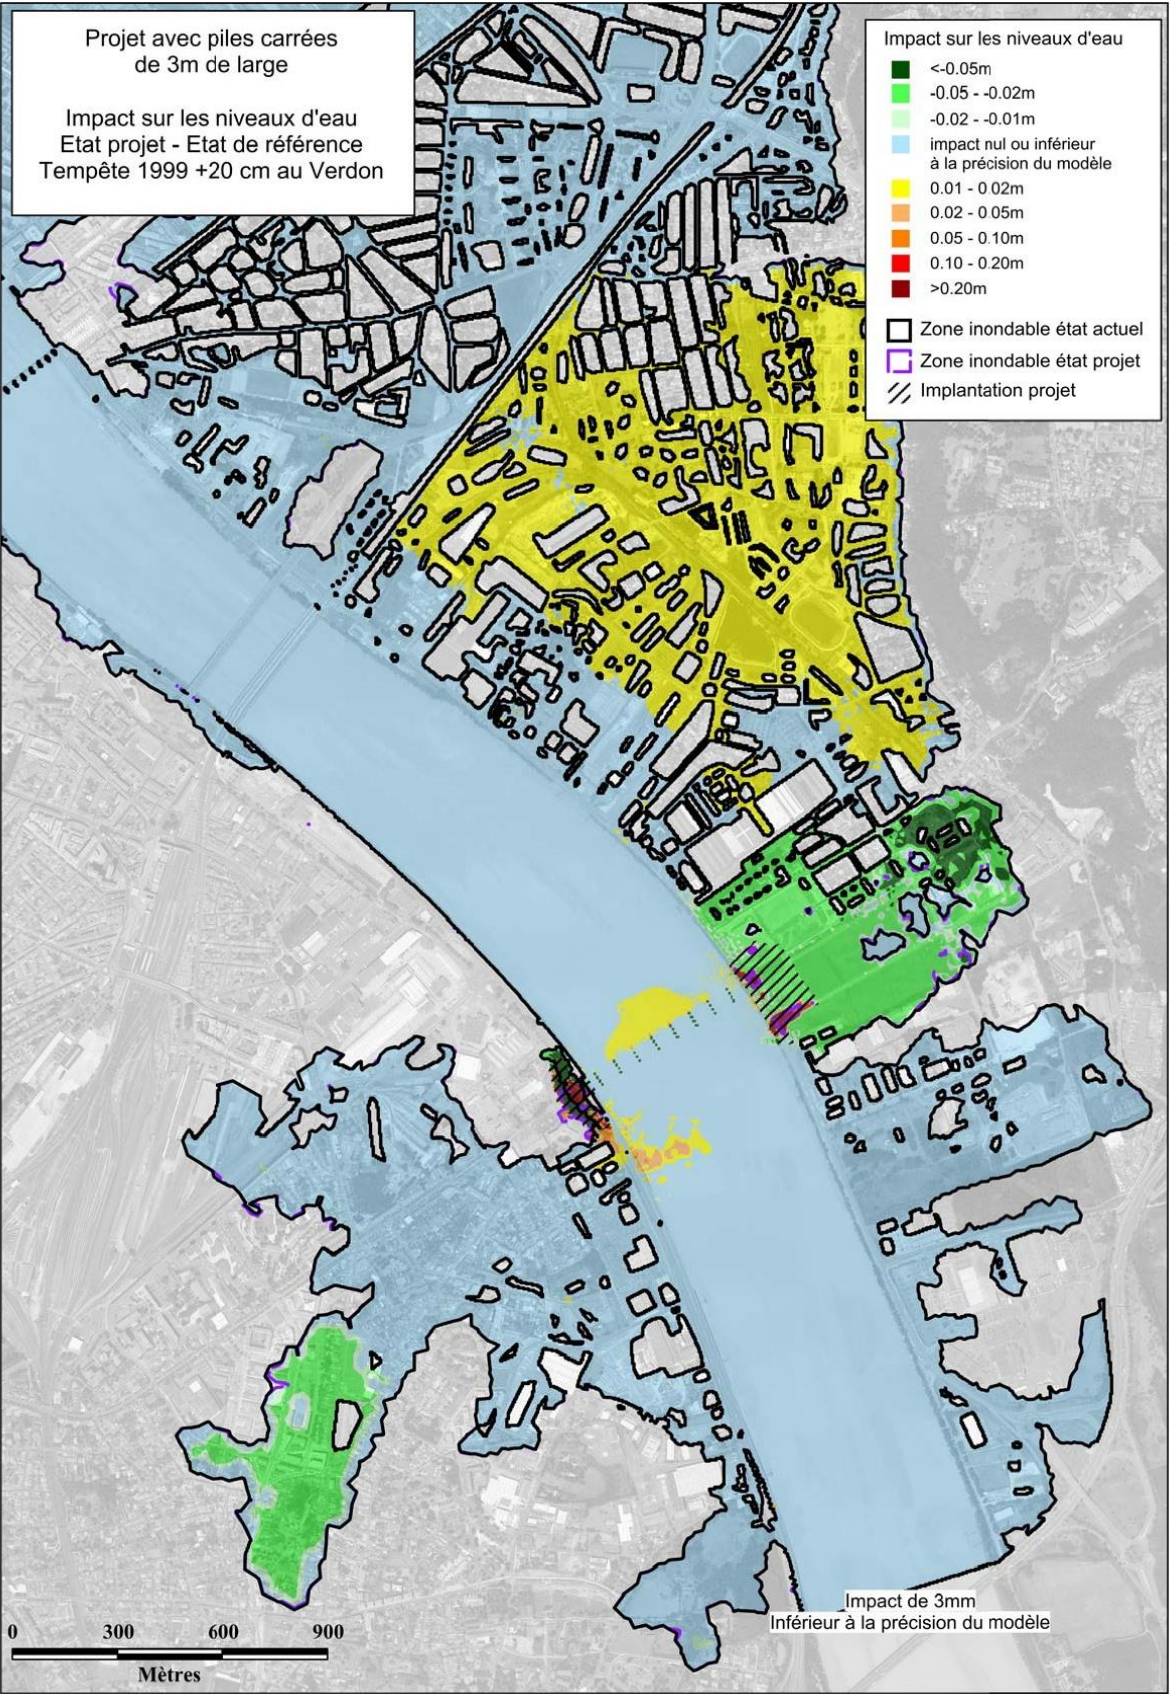 Projet avec piles carrées
de 3m de large
Impact sur les niveaux d'eau
Etat projet - Etat de référence
Tempête 1999 +20 cm au Verdon
Impact sur les niveaux d'eau
<-0.05m
-0.05 - -0.02m
-0.02 - -0.01m
impact nul ou inférieur
à la précision du modèle
0.01 - 0.02m
0.02 - 0.05m
0.05 - 0.10m
0.10 - 0.20m
>0.20m
Zone inondable état actuel
Zone inondable état projet
Implantation projet
Impact de 3mm
Inférieur à la précision du modèle
0 300 600 900
Mètres